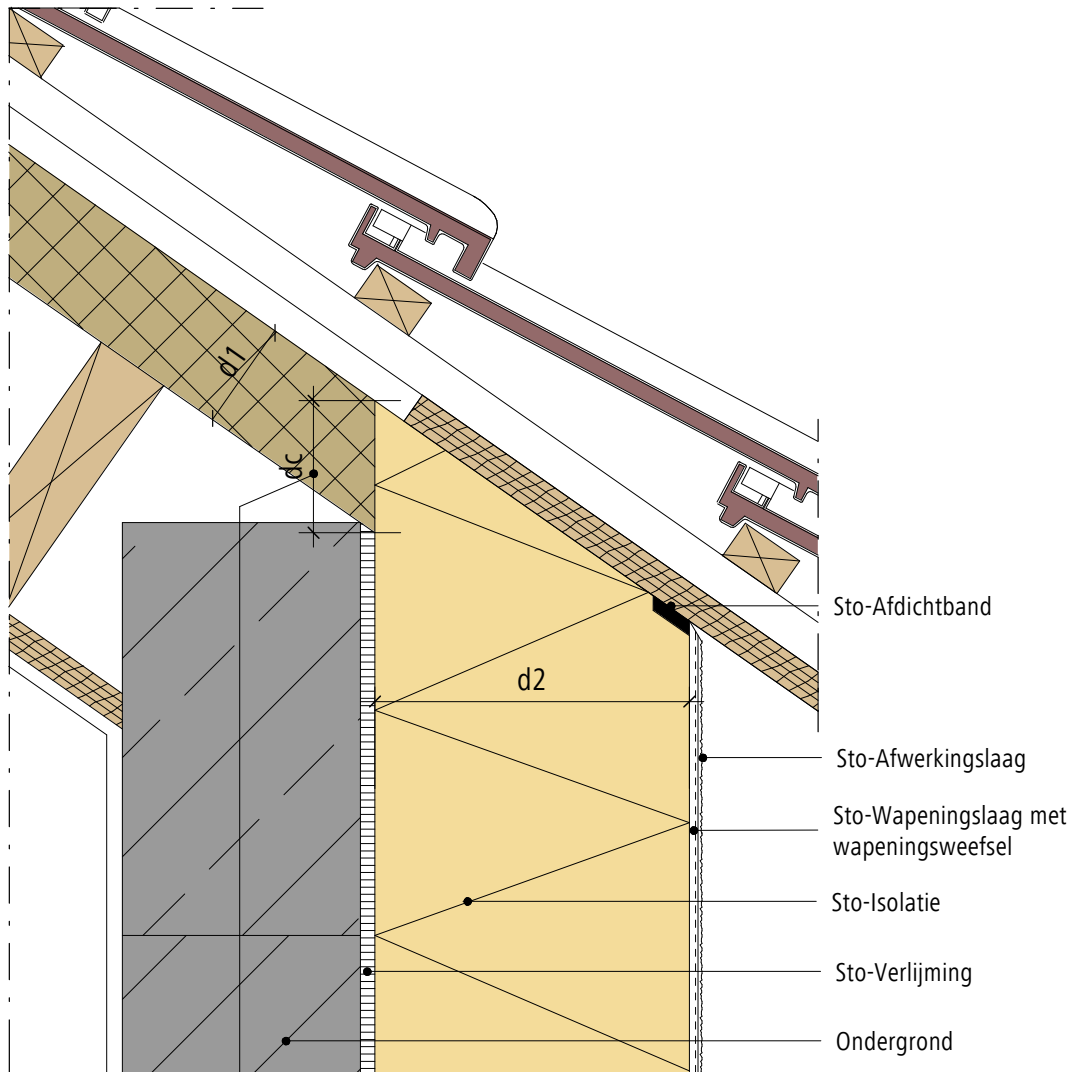 d1
dc
Sto-Afdichtband
d2
Sto-Afwerkingslaag
Sto-Wapeningslaag met
wapeningsweefsel
Sto-Isolatie
Sto-Verlijming
Ondergrond